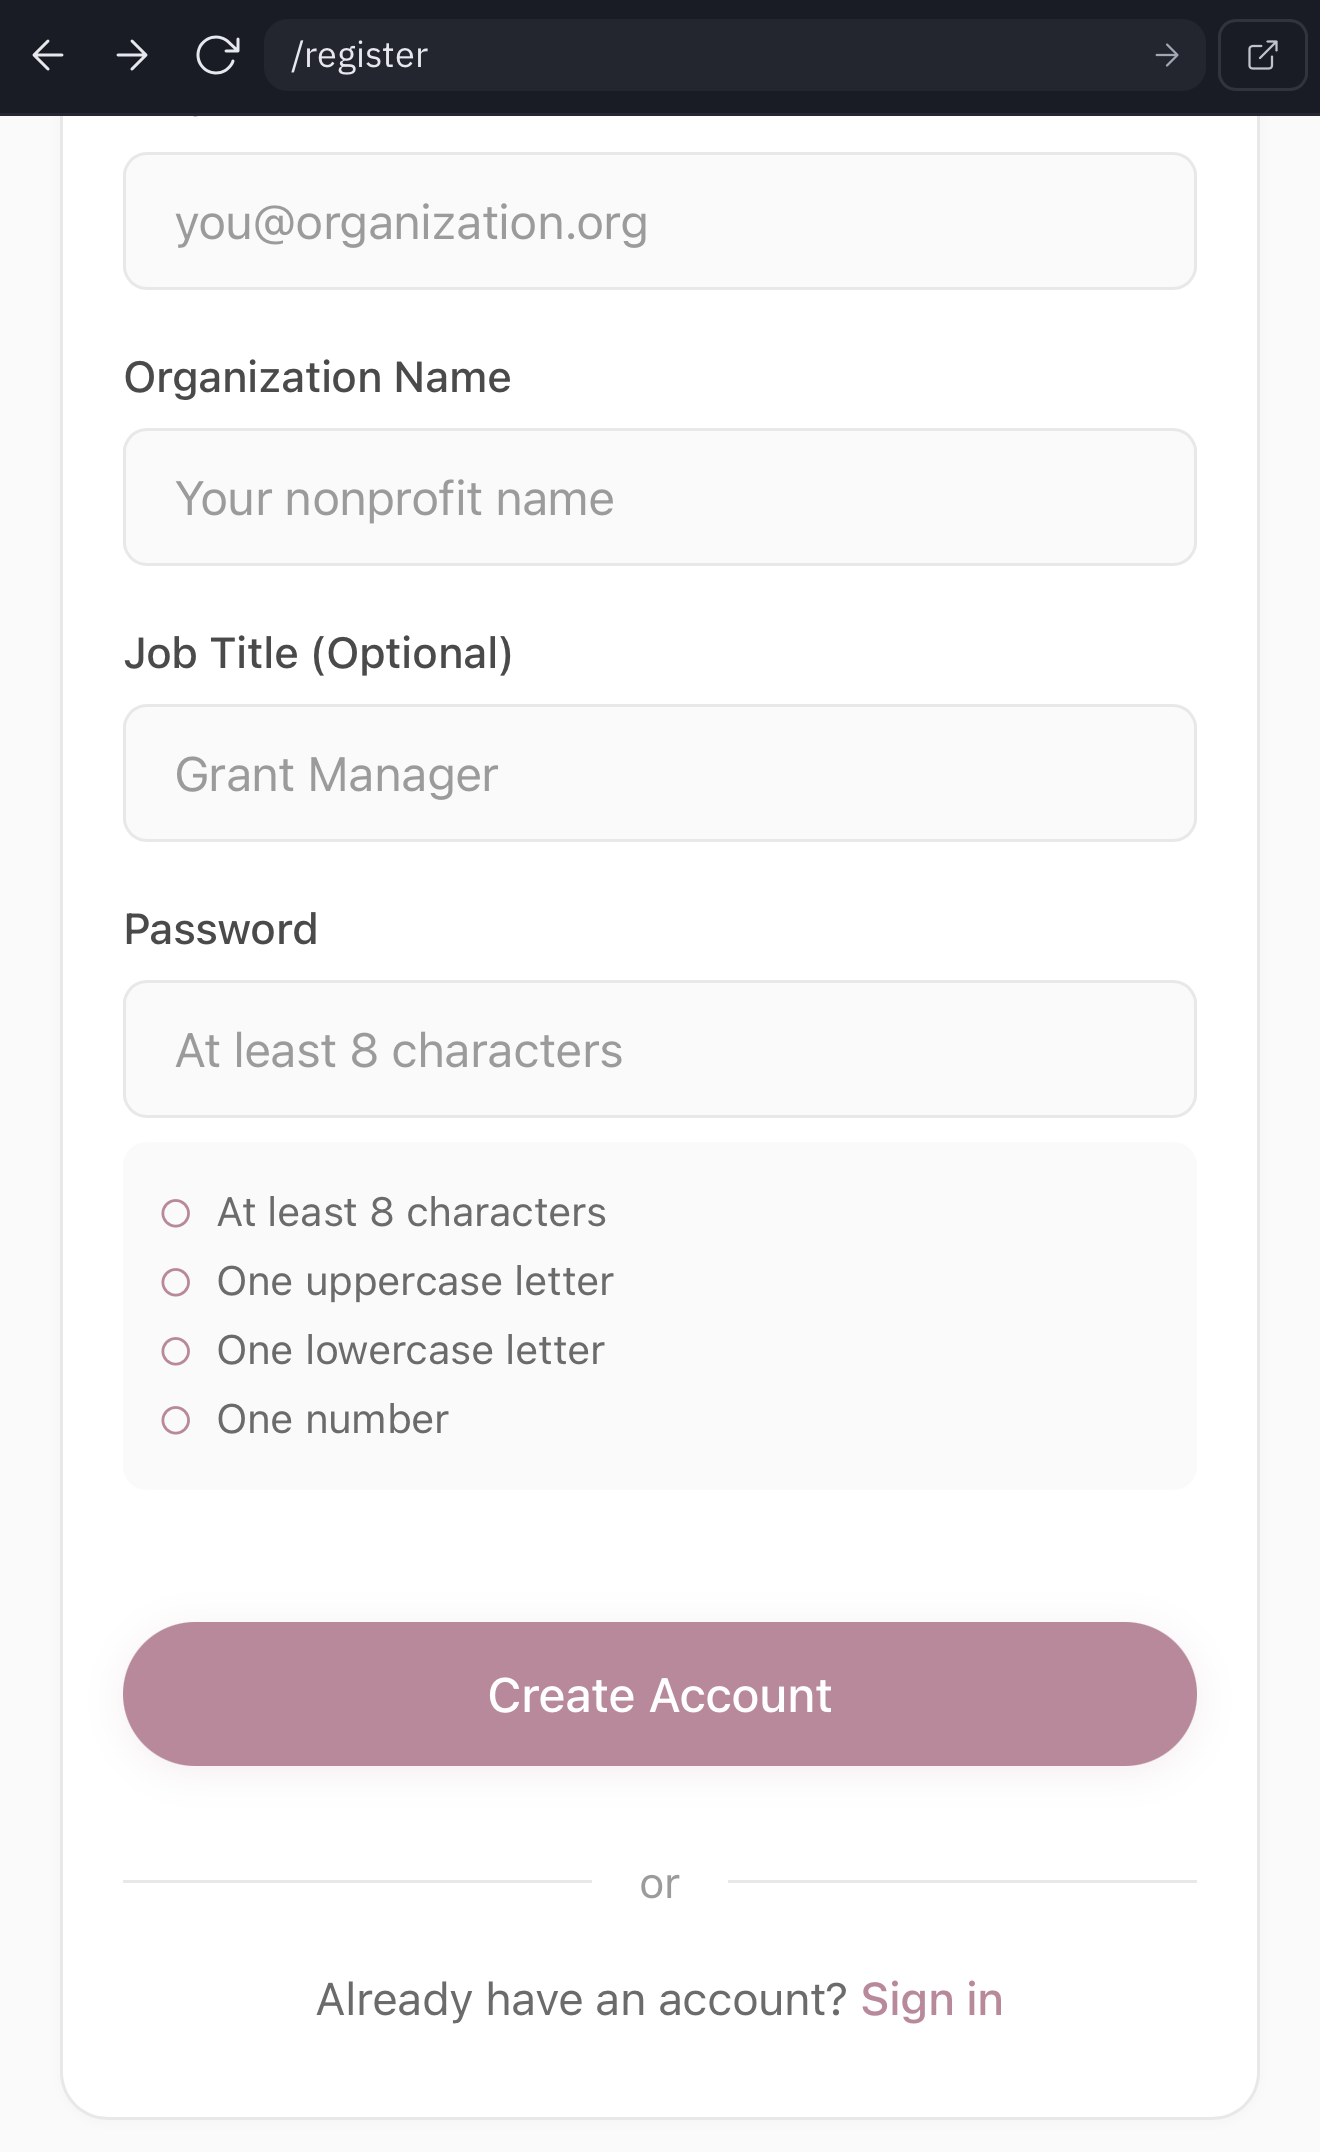 /register
you@organization.org
Organization Name
Your nonprofit name
Job Title (Optional)
Grant Manager
Password
At least 8 characters
At least 8 characters
One uppercase letter
One lowercase letter
One number
Create Account
or
Already have an account? Sign in